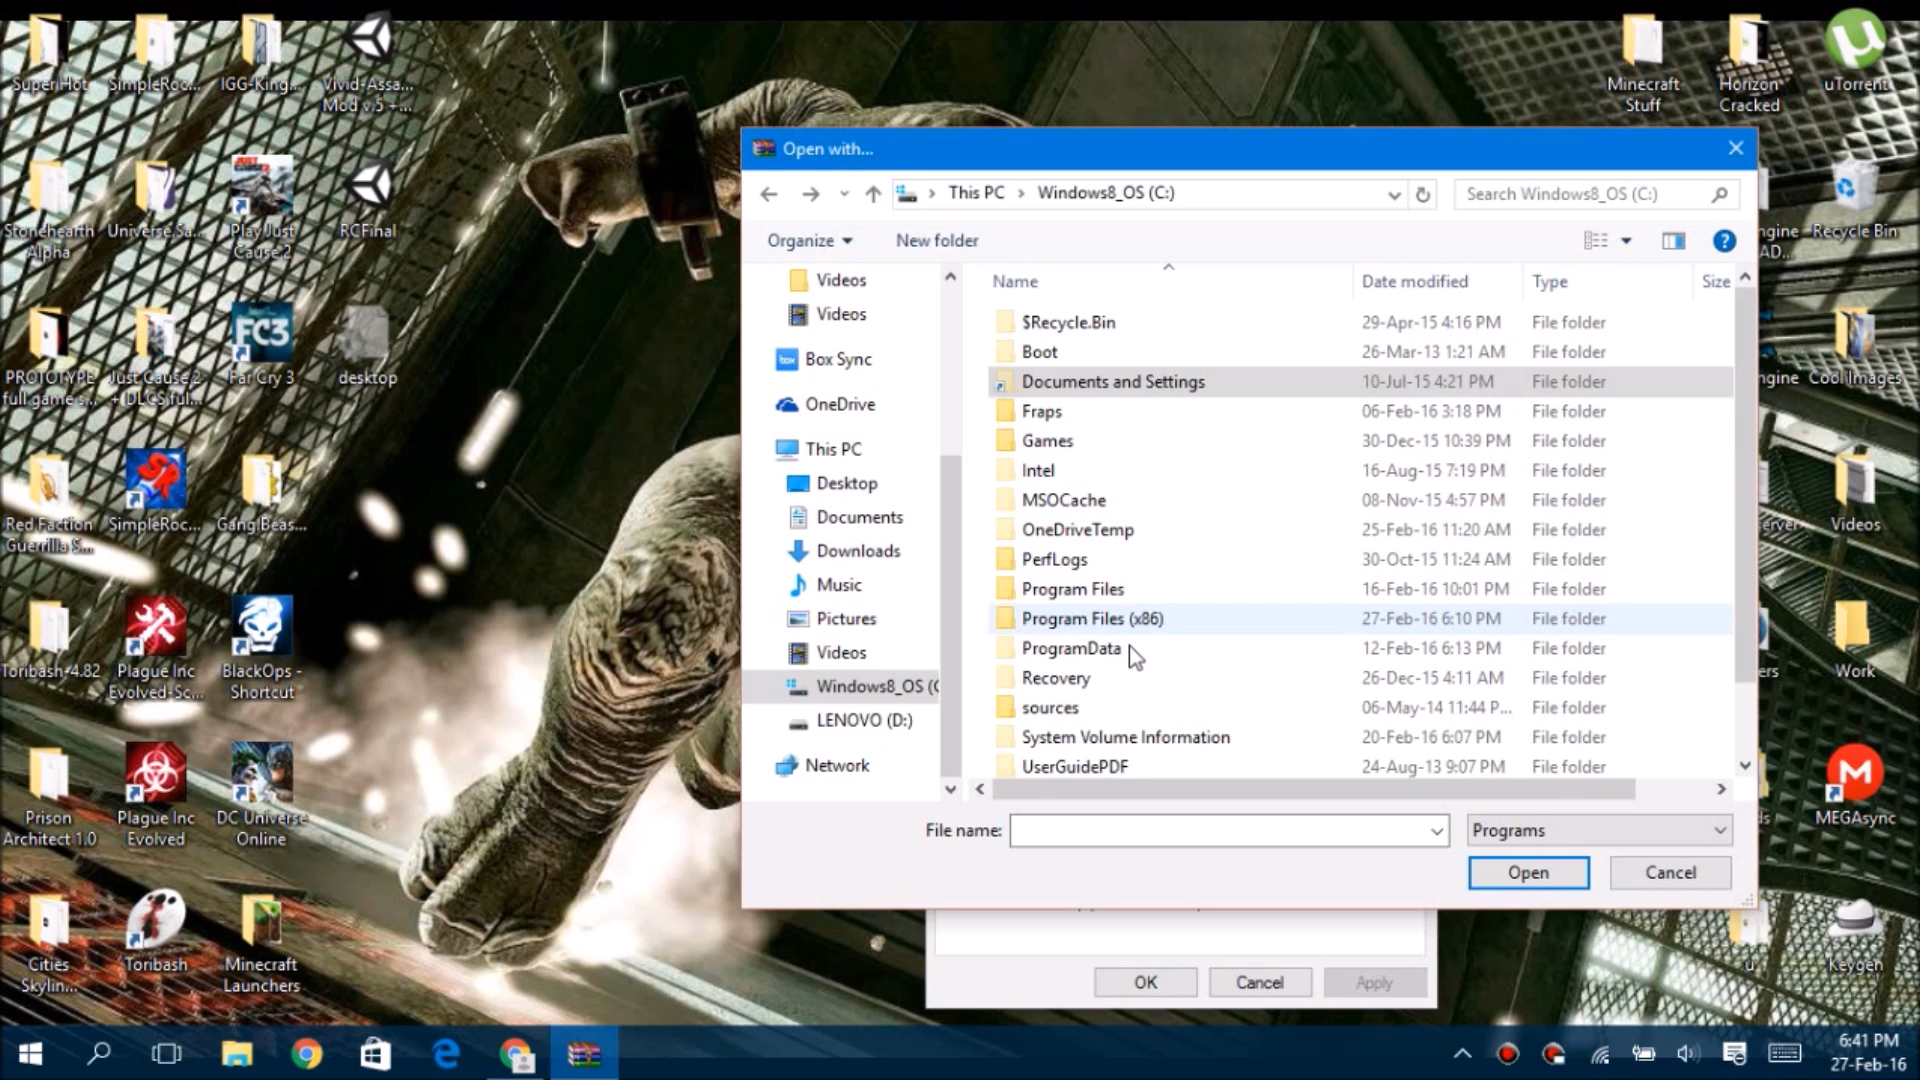 SuperHot
SimpleRoc...
IGG-King...
Vivid-Assa...
Mod v.5 +...
Minecraft
Stuff
Horizon
Cracked
uTorrent
Stonehearth
Alpha
Universe.Sa...
Play Just
Cause 2
RCFinal
Recycle Bin
PROTOTYPE
full game s...
Just Cause 2
+ DLCS ful...
FC3
Far Cry 3
desktop
Cool Images
Red Faction
Guerrilla S...
SimpleRoc...
Gang.Beas...
Videos
Toribash-4.82
Plague Inc
Evolved-Sc...
BlackOps -
Shortcut
Work
Prison
Architect 1.0
Plague Inc
Evolved
DC Universe
Online
MEGAsync
Cities
Skylin...
Toribash
Minecraft
Launchers
Keygen
Open with...
This PC > Windows8_OS (C:)
Search Windows8_OS (C:)
Organize
New folder
Videos
Videos
Box Sync
OneDrive
This PC
Desktop
Documents
Downloads
Music
Pictures
Videos
Windows8_OS (C
LENOVO (D:)
Network
Name Date modified Type Size
$Recycle.Bin 29-Apr-15 4:16 PM File folder
Boot 26-Mar-13 1:21 AM File folder
Documents and Settings 10-Jul-15 4:21 PM File folder
Fraps 06-Feb-16 3:18 PM File folder
Games 30-Dec-15 10:39 PM File folder
Intel 16-Aug-15 7:19 PM File folder
MSOCache 08-Nov-15 4:57 PM File folder
OneDriveTemp 25-Feb-16 11:20 AM File folder
PerfLogs 30-Oct-15 11:24 AM File folder
Program Files 16-Feb-16 10:01 PM File folder
Program Files (x86) 27-Feb-16 6:10 PM File folder
ProgramData 12-Feb-16 6:13 PM File folder
Recovery 26-Dec-15 4:11 AM File folder
sources 06-May-14 11:44 P... File folder
System Volume Information 20-Feb-16 6:07 PM File folder
UserGuidePDF 24-Aug-13 9:07 PM File folder
File name:
Programs
Open
Cancel
OK
Cancel
Apply
6:41 PM
27-Feb-16